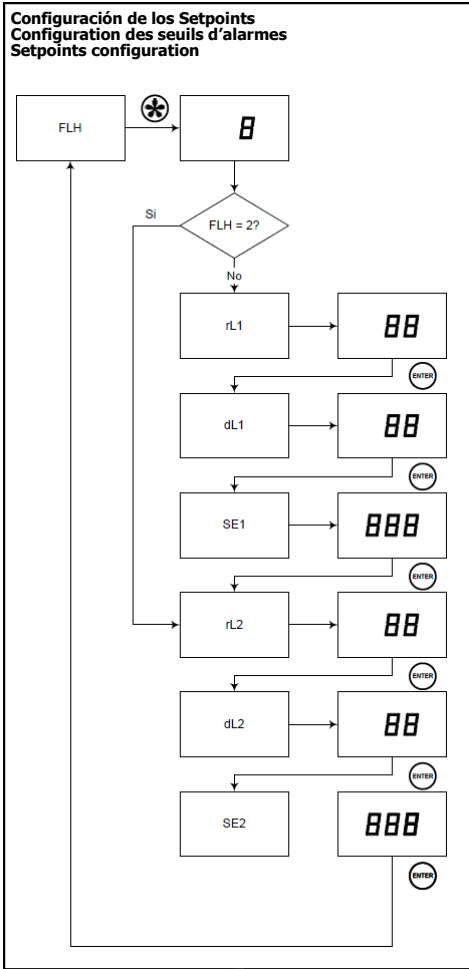 Configuración de los Setpoints
Configuration des seuils d'alarmes
Setpoints configuration
FLH
8
Si
FLH = 2?
No
rL1
88
ENTER
dL1
88
ENTER
SE1
888
ENTER
rL2
88
ENTER
dL2
88
ENTER
SE2
888
ENTER